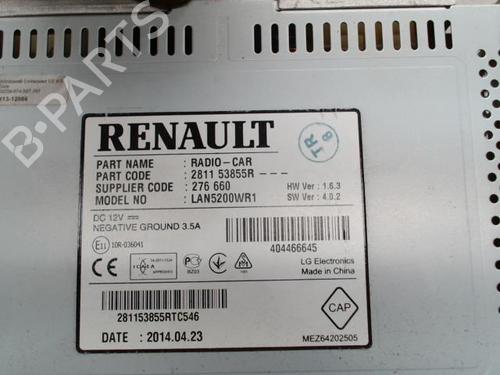 RENAULT
TR 8
PART NAME : RADIO-CAR
PART CODE : 2811 53855R - - -
SUPPLIER CODE : 276 660
HW Ver : 1.6.3
MODEL NO : LAN5200WR1
SW Ver : 4.0.2
DC 12V
NEGATIVE GROUND 3.5A
E11 10R-036041
404466645
CE
BZ03
LG Electronics
Made in China
281153855RTC546
CAP
DATE : 2014.04.23
MEZ64202505